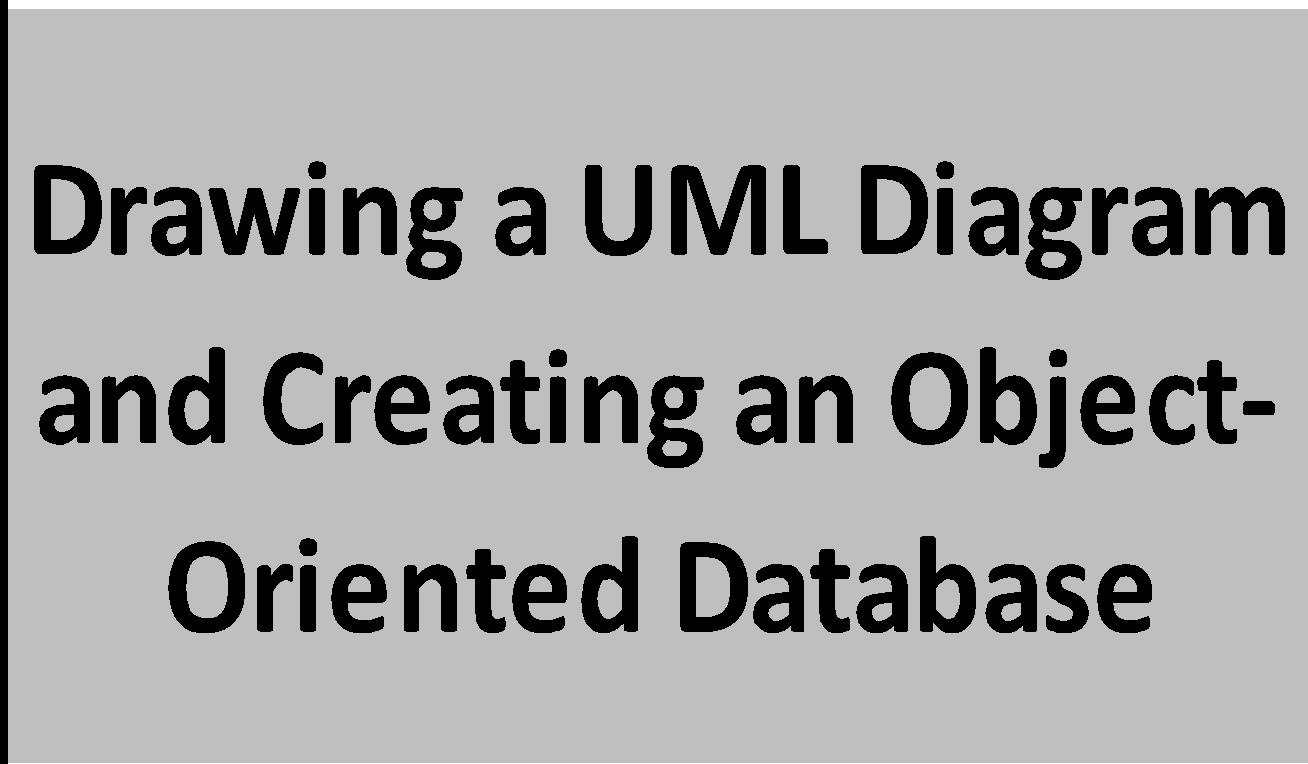 Drawing a UML Diagram
and Creating an Object-
Oriented Database